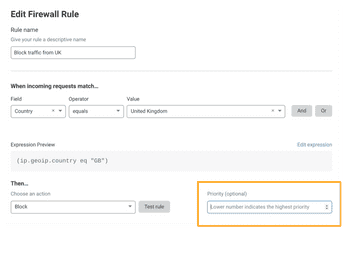 Edit Firewall Rule
Rule name
Give your rule a descriptive name
Block traffic from UK
When incoming requests match...
Field Operator Value
Country equals United Kingdom And Or
Expression Preview Edit expression
(ip.geoip.country eq "GB")
Then... Priority (optional)
Choose an action
Block Test rule Lower number indicates the highest priority